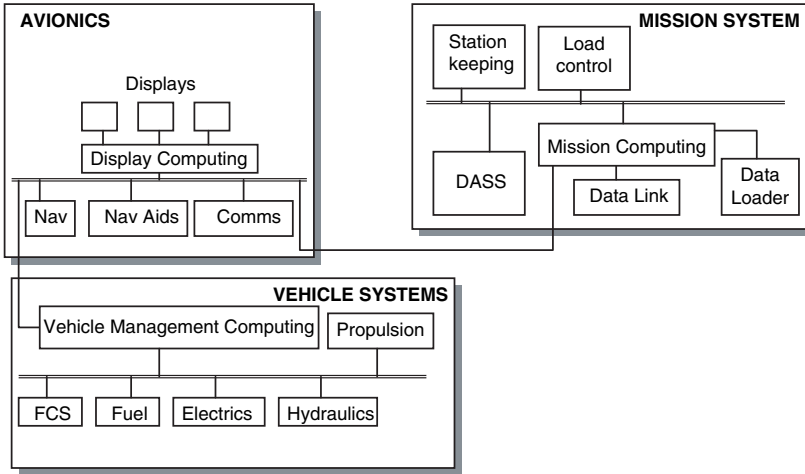 AVIONICS
Displays
Display Computing
Nav
Nav Aids
Comms
MISSION SYSTEM
Station
keeping
Load
control
Mission Computing
DASS
Data Link
Data
Loader
VEHICLE SYSTEMS
Vehicle Management Computing
Propulsion
FCS
Fuel
Electrics
Hydraulics